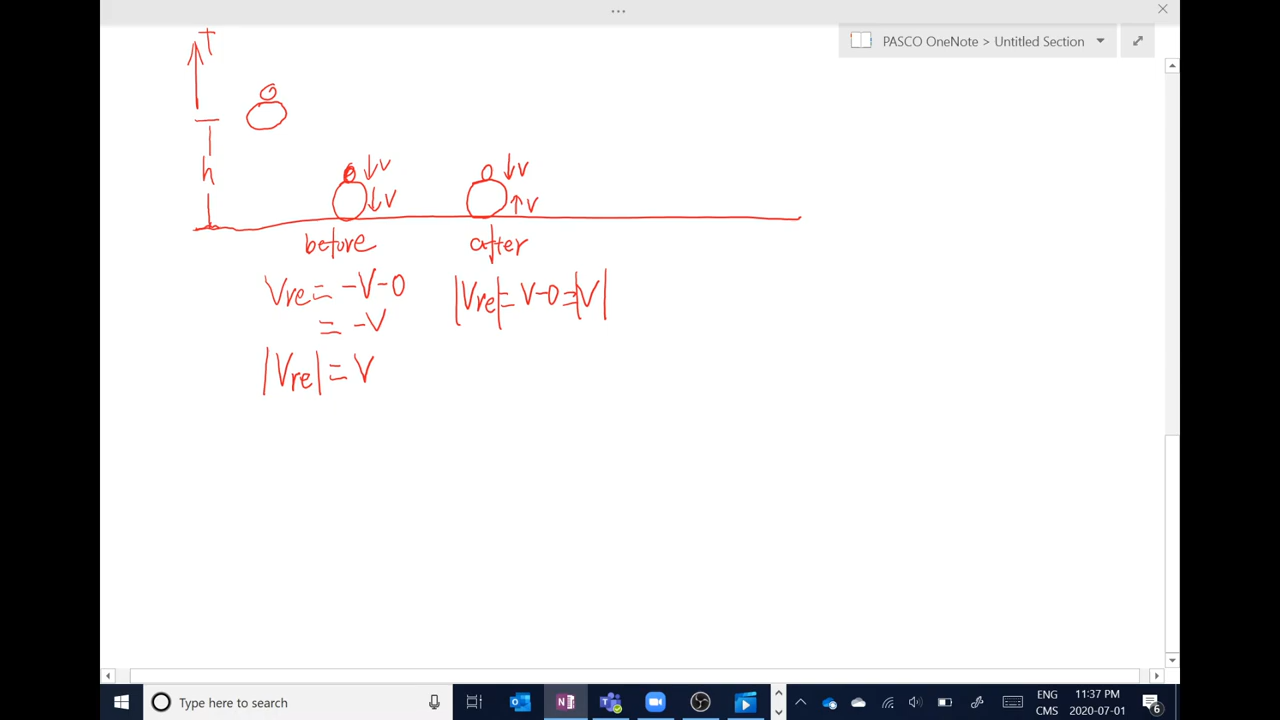 ...
PASCO OneNote > Untitled Section
T
h
↓V
↓V
↓V
↑V
before
after
Vre = -V-0
= -V
|Vre| = V
|Vre| = V-0 = |V|
Type here to search
ENG
CMS
11:37 PM
2020-07-01
6